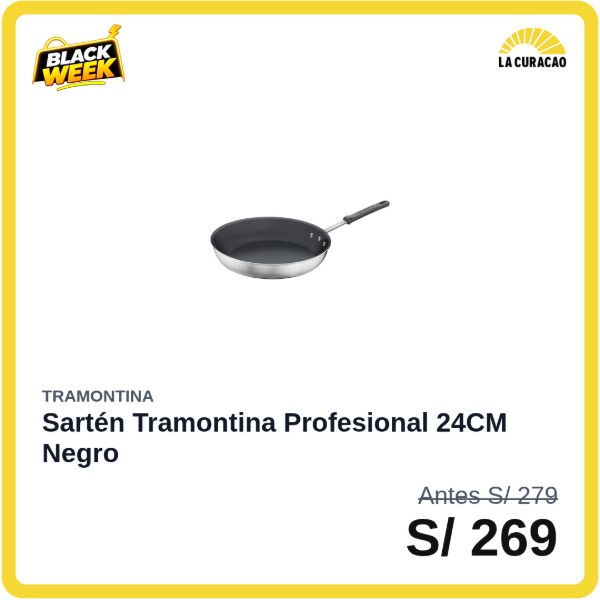 BLACK
WEEK
LA CURACAO
TRAMONTINA
Sartén Tramontina Profesional 24CM
Negro
Antes S/ 279
S/ 269